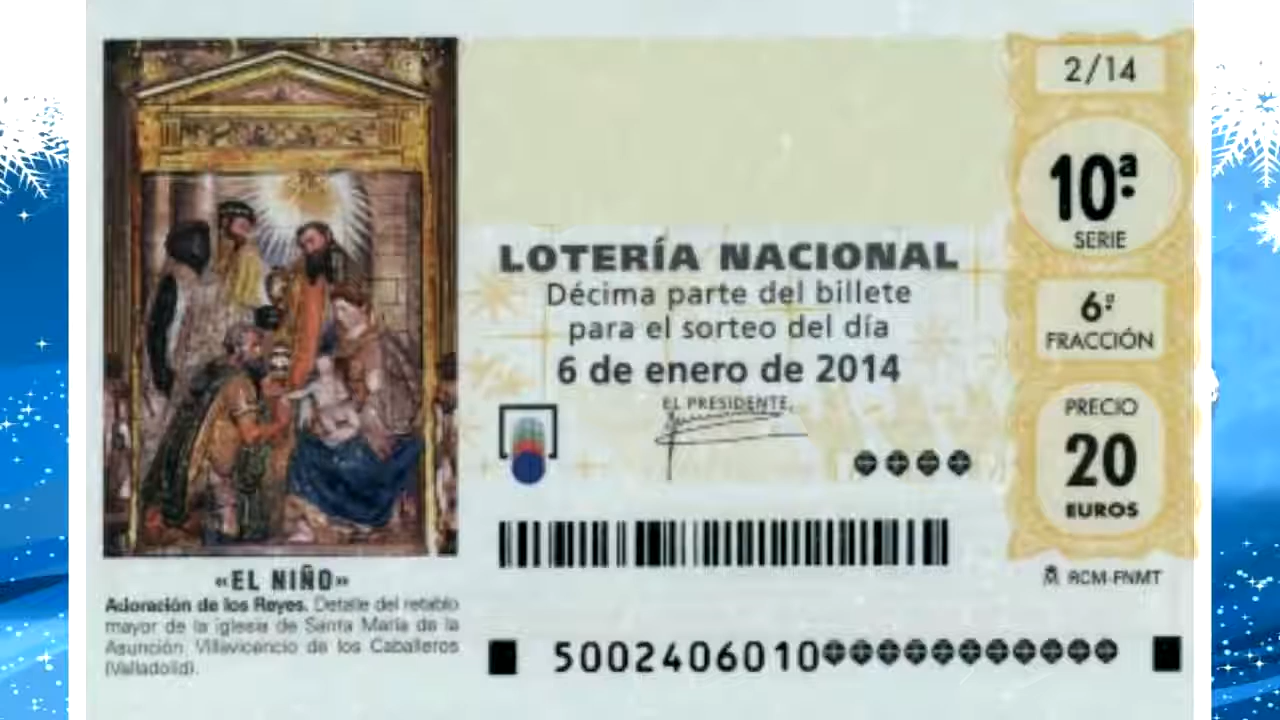 2/14
10ª
SERIE
LOTERÍA NACIONAL
Décima parte del billete
para el sorteo del día
6 de enero de 2014
EL PRESIDENTE,
6ª
FRACCIÓN
PRECIO
20
EUROS
RCM-FNMT
«EL NIÑO»
Adoración de los Reyes. Detalle del retablo
mayor de la iglesia de Santa María de la
Asunción. Villavicencio de los Caballeros
(Valladolid).
5002406010